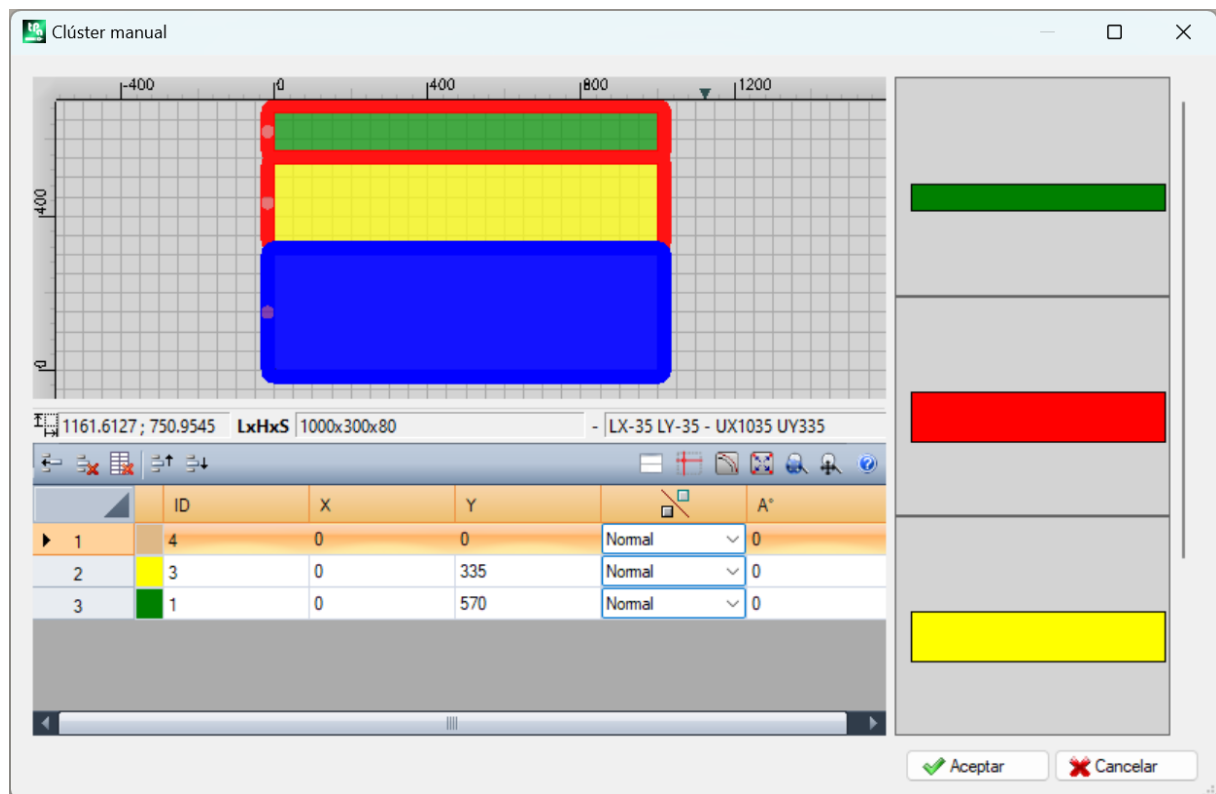 Clúster manual
-400 0 400 800 1200
400
0
1161.6127 ; 750.9545 LxHxS 1000x300x80 - LX-35 LY-35 - UX1035 UY335
ID X Y A°
1 4 0 0 Normal 0
2 3 0 335 Normal 0
3 1 0 570 Normal 0
Aceptar Cancelar